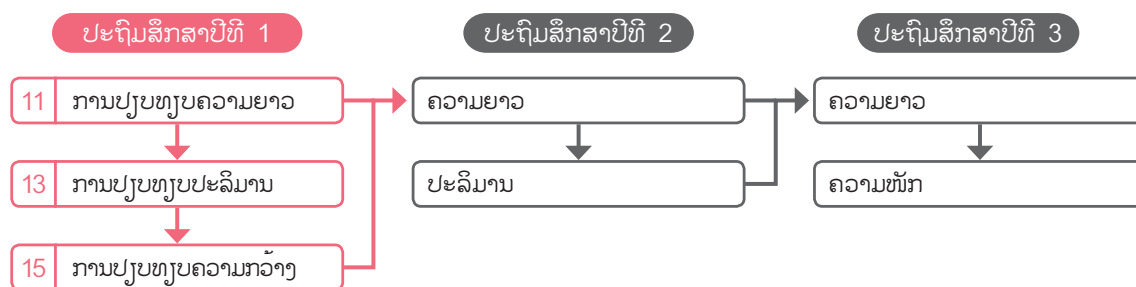 ປະຖົມສຶກສາປີທີ 1
ປະຖົມສຶກສາປີທີ 2
ປະຖົມສຶກສາປີທີ 3
11 ການປຽບທຽບຄວາມຍາວ
ຄວາມຍາວ
ຄວາມຍາວ
13 ການປຽບທຽບປະລິມານ
ປະລິມານ
ຄວາມໜັກ
15 ການປຽບທຽບຄວາມກວ້າງ